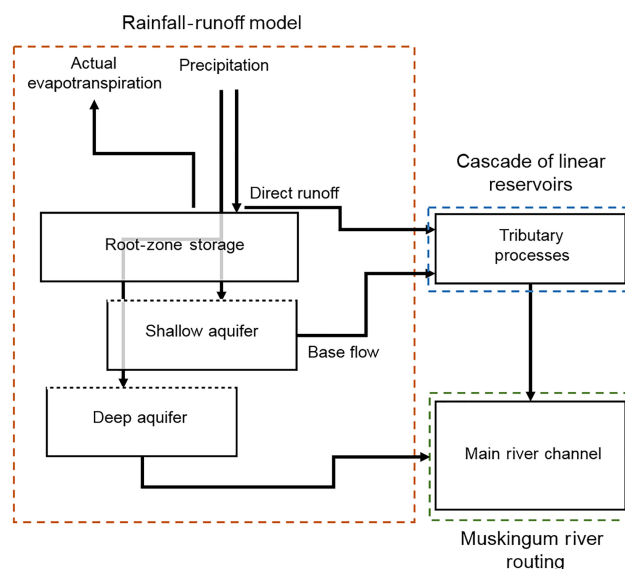 Rainfall-runoff model
Actual
evapotranspiration
Precipitation
Direct runoff
Cascade of linear
reservoirs
Root-zone storage
Tributary
processes
Shallow aquifer
Base flow
Deep aquifer
Main river channel
Muskingum river
routing